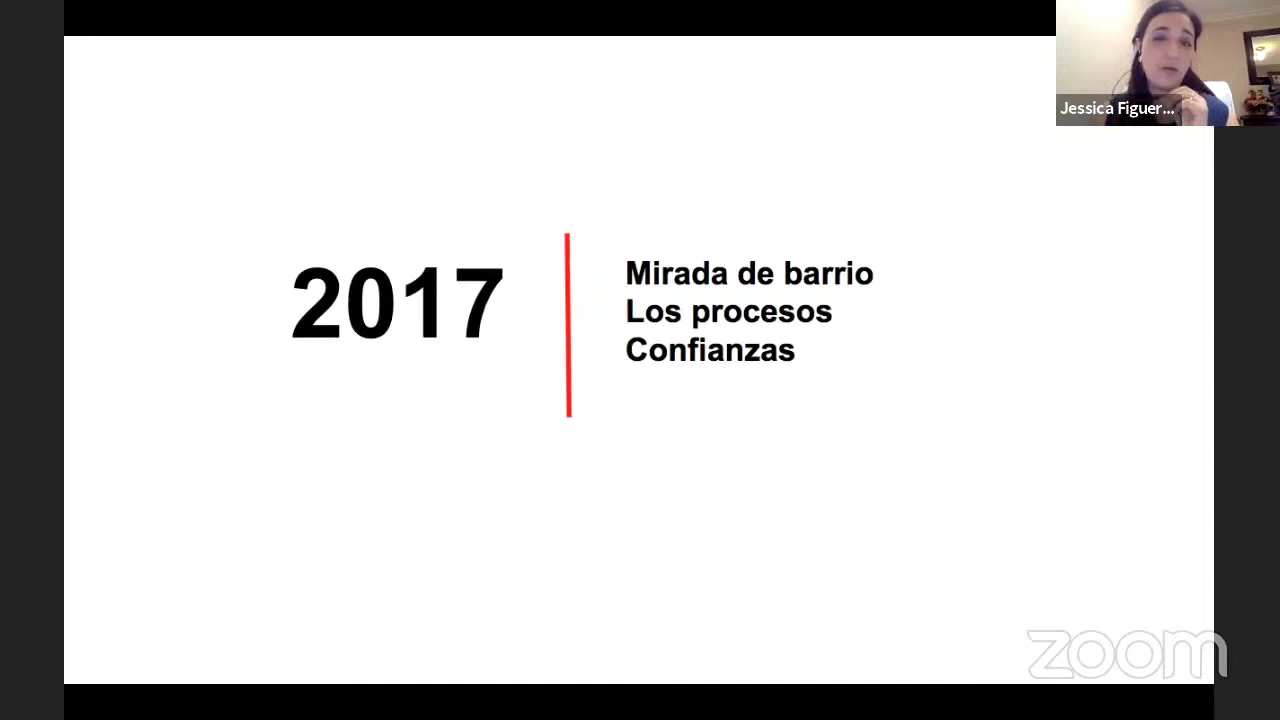 Jessica Figuer...
2017
Mirada de barrio
Los procesos
Confianzas
zoom